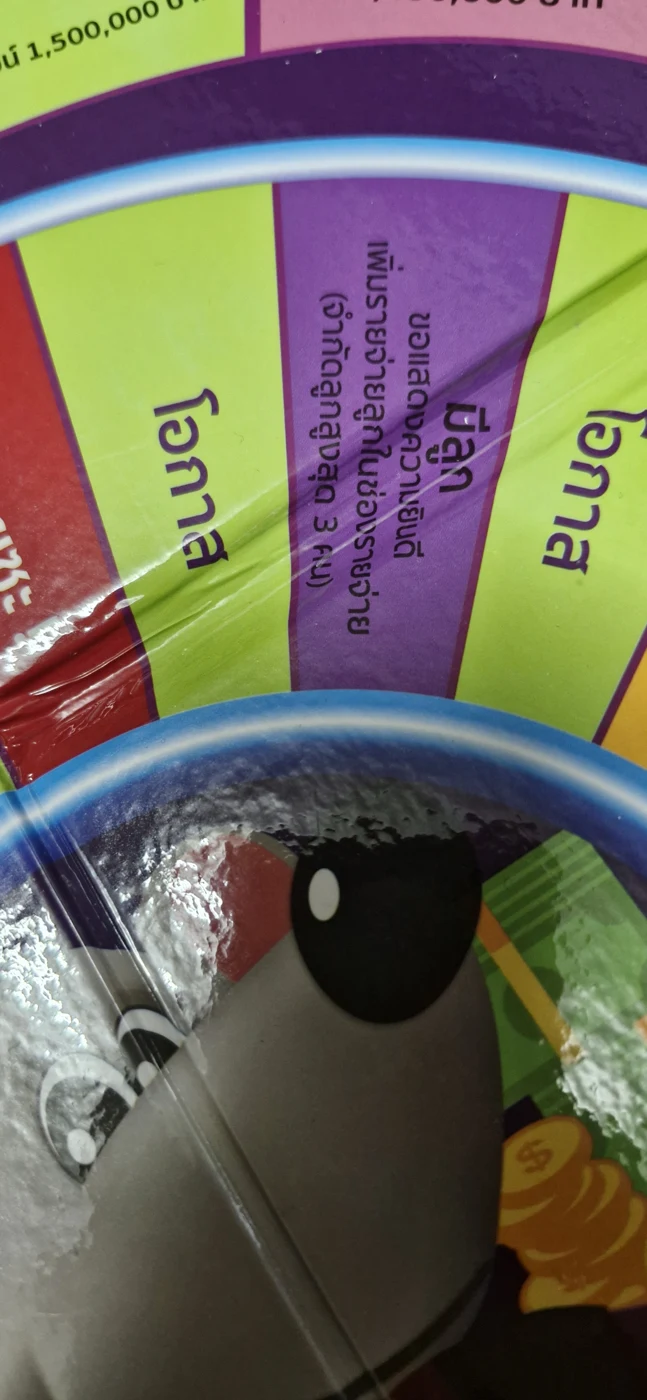 1,500,000
โอกาส
มีลูก
ขอแสดงความยินดี
เพิ่มรายจ่ายลูกในช่องรายจ่าย
(จำกัดลูกสูงสุด 3 คน)
โอกาส